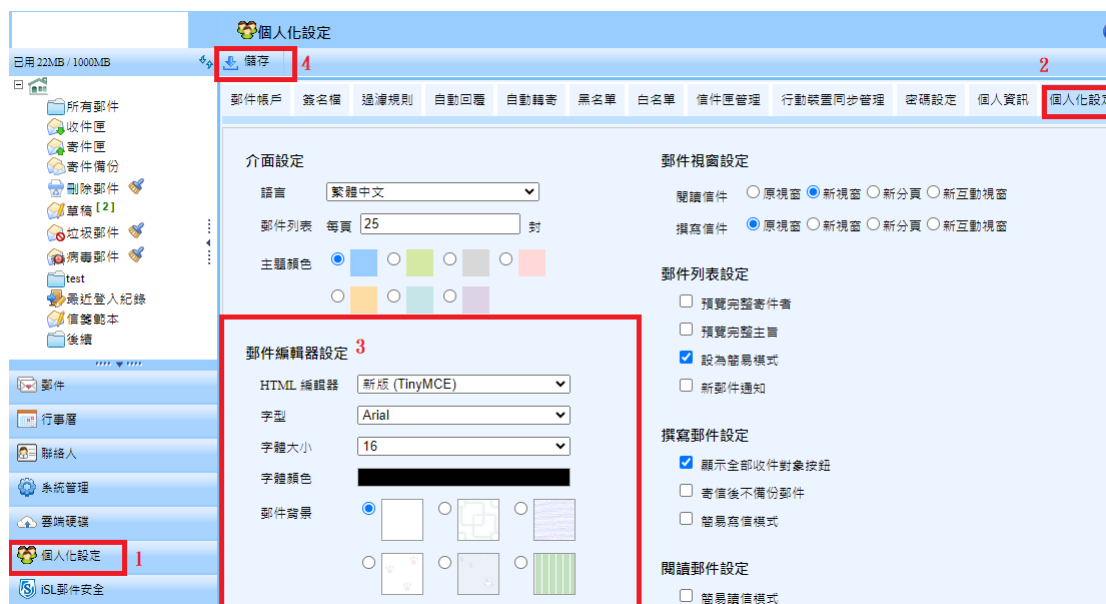 個人化設定
已用 22MB / 1000MB
儲存 4
2
郵件帳戶 簽名檔 過濾規則 自動回覆 自動轉寄 黑名單 白名單 信件匣管理 行動裝置同步管理 密碼設定 個人資訊 個人化設定
所有郵件
收件匣
寄件匣
寄件備份
刪除郵件
草稿 [2]
垃圾郵件
病毒郵件
test
最近登入紀錄
信箋範本
後續
郵件
行事曆
聯絡人
系統管理
雲端硬碟
個人化設定 1
iSL郵件安全
介面設定
語言 繁體中文
郵件列表 每頁 25 封
主題顏色
郵件編輯器設定 3
HTML 編輯器 新版 (TinyMCE)
字型 Arial
字體大小 16
字體顏色
郵件背景
郵件視窗設定
閱讀信件 原視窗 新視窗 新分頁 新互動視窗
撰寫信件 原視窗 新視窗 新分頁 新互動視窗
郵件列表設定
預覽完整寄件者
預覽完整主旨
設為簡易模式
新郵件通知
撰寫郵件設定
顯示全部收件對象按鈕
寄信後不備份郵件
簡易寫信模式
閱讀郵件設定
簡易讀信模式